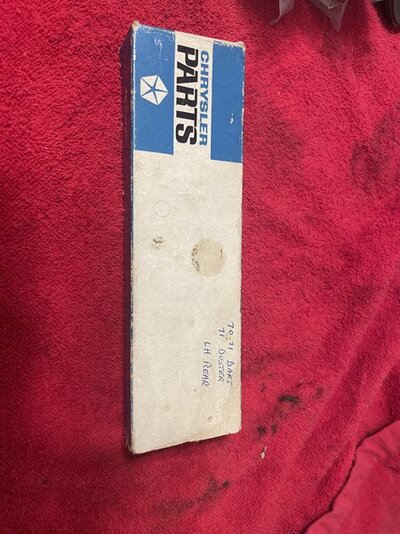 CHRYSLER
PARTS
70-71 DART
71 DUSTER
LH REAR